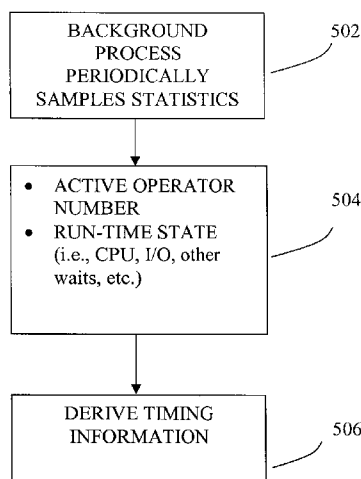 BACKGROUND
PROCESS
PERIODICALLY
SAMPLES STATISTICS
502
• ACTIVE OPERATOR
NUMBER
• RUN-TIME STATE
(i.e., CPU, I/O, other
waits, etc.)
504
DERIVE TIMING
INFORMATION
506